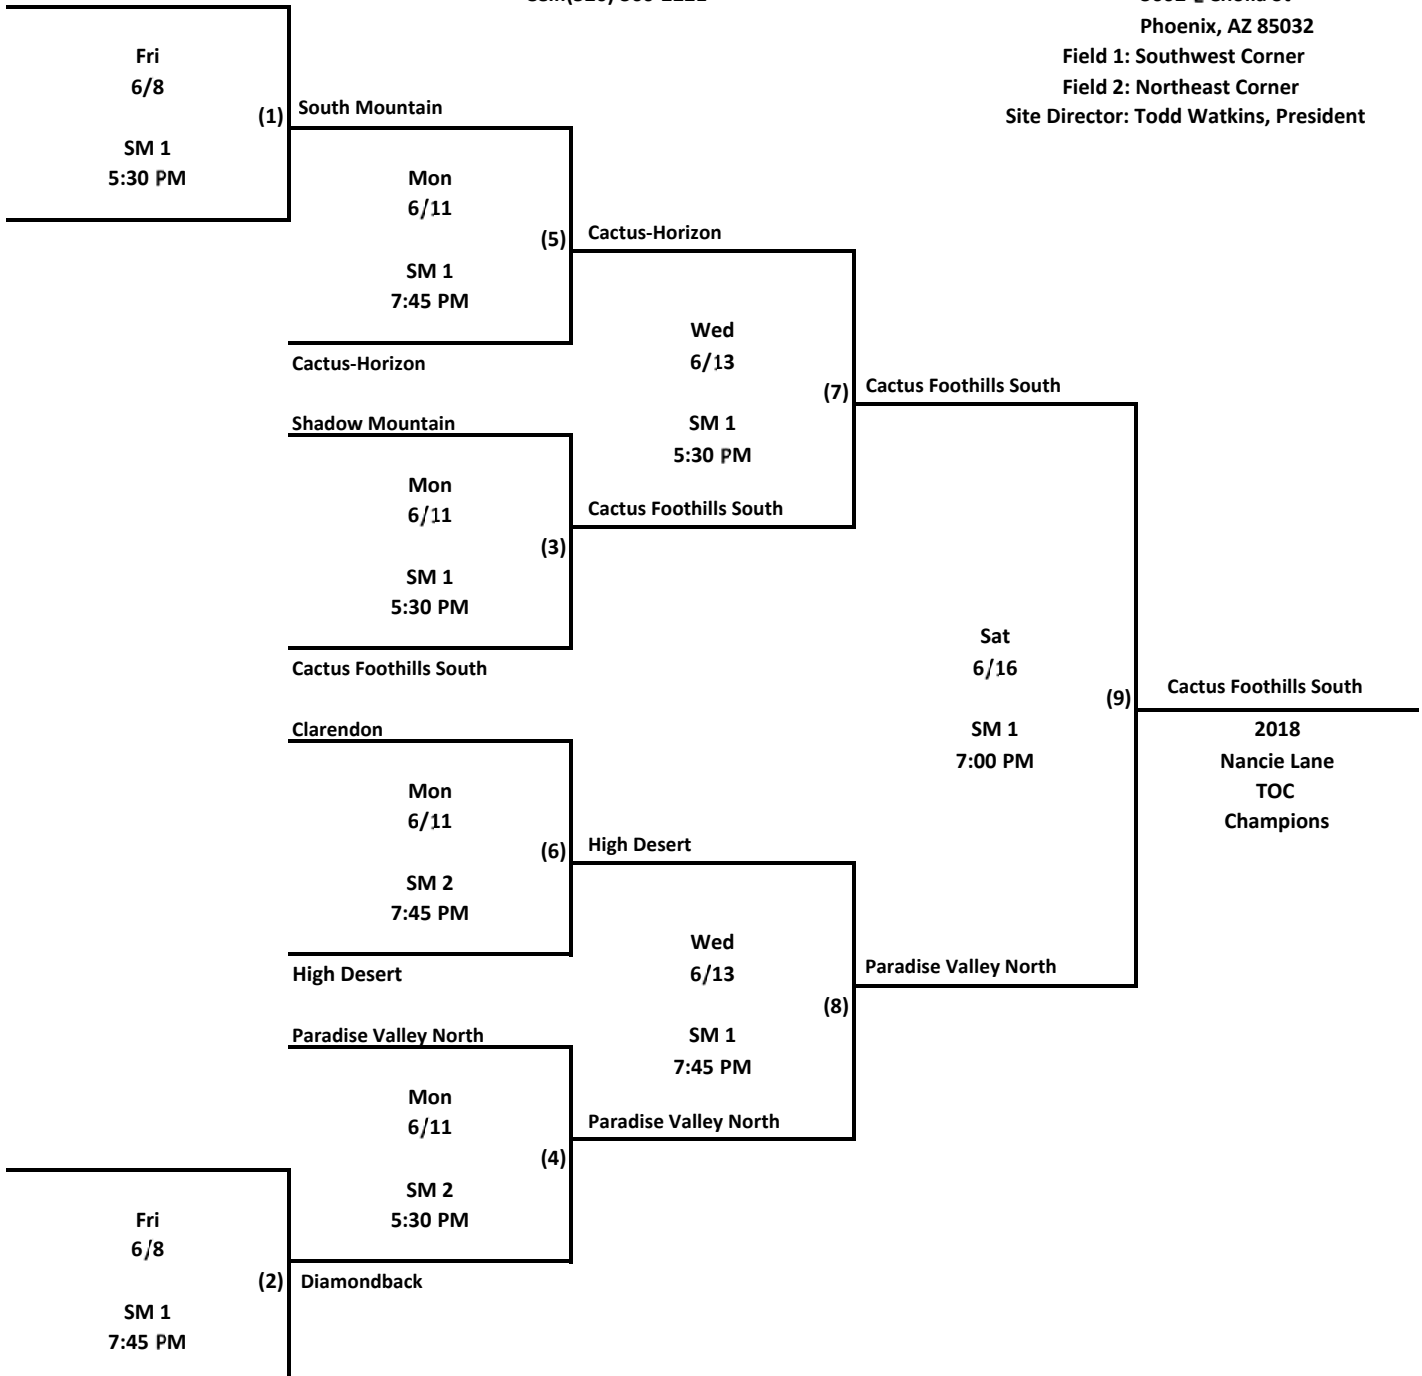 Phoenix, AZ 85032
Fri
6/8
Field 1: Southwest Corner
Field 2: Northeast Corner
(1)
South Mountain
Site Director: Todd Watkins, President
SM 1
5:30 PM
Mon
6/11
(5)
Cactus-Horizon
SM 1
7:45 PM
Wed
6/13
Cactus-Horizon
(7)
Cactus Foothills South
Shadow Mountain
SM 1
5:30 PM
Mon
6/11
Cactus Foothills South
(3)
SM 1
5:30 PM
Sat
6/16
Cactus Foothills South
(9)
Cactus Foothills South
Clarendon
SM 1
7:00 PM
2018
Nancie Lane
TOC
Champions
Mon
6/11
(6)
High Desert
SM 2
7:45 PM
Wed
6/13
High Desert
Paradise Valley North
(8)
Paradise Valley North
SM 1
7:45 PM
Mon
6/11
Paradise Valley North
(4)
SM 2
5:30 PM
Fri
6/8
(2)
Diamondback
SM 1
7:45 PM